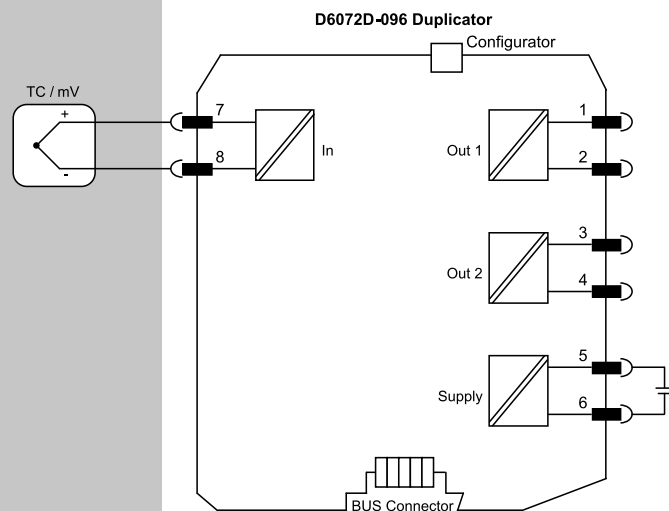 D6072D-096 Duplicator
Configurator
TC / mV
+
-
7
8
In
Out 1
1
2
Out 2
3
4
Supply
5
6
BUS Connector